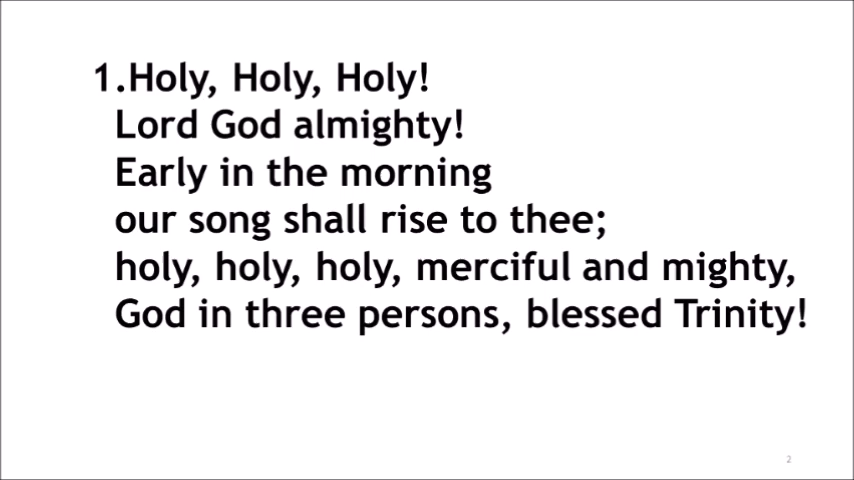 1.Holy, Holy, Holy!
Lord God almighty!
Early in the morning
our song shall rise to thee;
holy, holy, holy, merciful and mighty,
God in three persons, blessed Trinity!
2